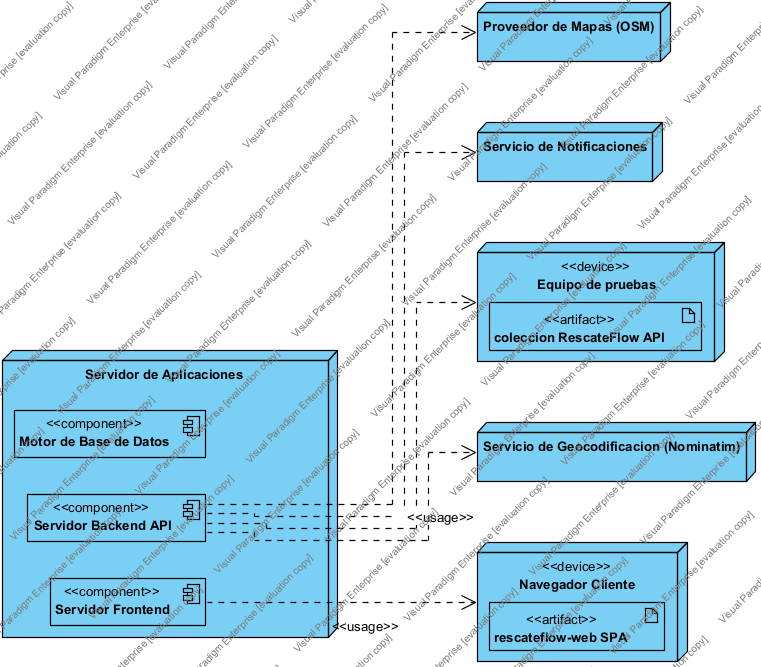 Proveedor de Mapas (OSM)
Servicio de Notificaciones
<<device>>
Equipo de pruebas
<<artifact>>
coleccion RescateFlow API
Servidor de Aplicaciones
<<component>>
Motor de Base de Datos
Servicio de Geocodificacion (Nominatim)
<<component>>
Servidor Backend API
<<usage>>
<<device>>
Navegador Cliente
<<component>>
Servidor Frontend
<<artifact>>
rescateflow-web SPA
<<usage>>
Visual Paradigm Enterprise [evaluation copy]